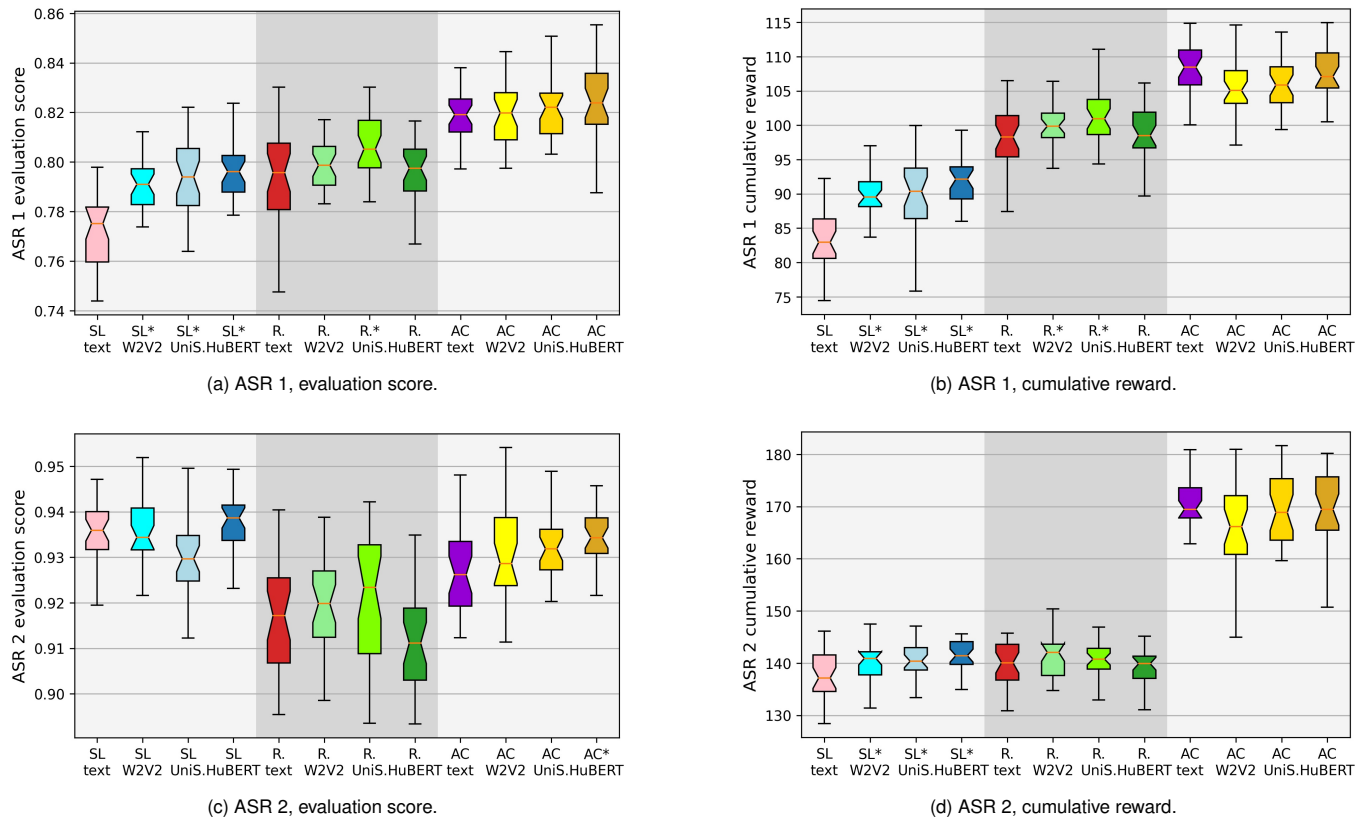 ASR 1 evaluation score
0.86
0.84
0.82
0.80
0.78
0.76
0.74
SL SL* SL* SL* R. R. R.* R. AC AC AC AC
text W2V2 UniS. HuBERT text W2V2 UniS. HuBERT text W2V2 UniS. HuBERT
(a) ASR 1, evaluation score.
ASR 1 cumulative reward
115
110
105
100
95
90
85
80
75
SL SL* SL* SL* R. R.* R.* R. AC AC AC AC
text W2V2 UniS. HuBERT text W2V2 UniS. HuBERT text W2V2 UniS. HuBERT
(b) ASR 1, cumulative reward.
ASR 2 evaluation score
0.95
0.94
0.93
0.92
0.91
0.90
SL SL SL SL R. R. R. R. AC AC AC AC*
text W2V2 UniS. HuBERT text W2V2 UniS. HuBERT text W2V2 UniS. HuBERT
(c) ASR 2, evaluation score.
ASR 2 cumulative reward
180
170
160
150
140
130
SL SL* SL* SL* R. R. R. R. AC AC AC AC
text W2V2 UniS. HuBERT text W2V2 UniS. HuBERT text W2V2 UniS. HuBERT
(d) ASR 2, cumulative reward.